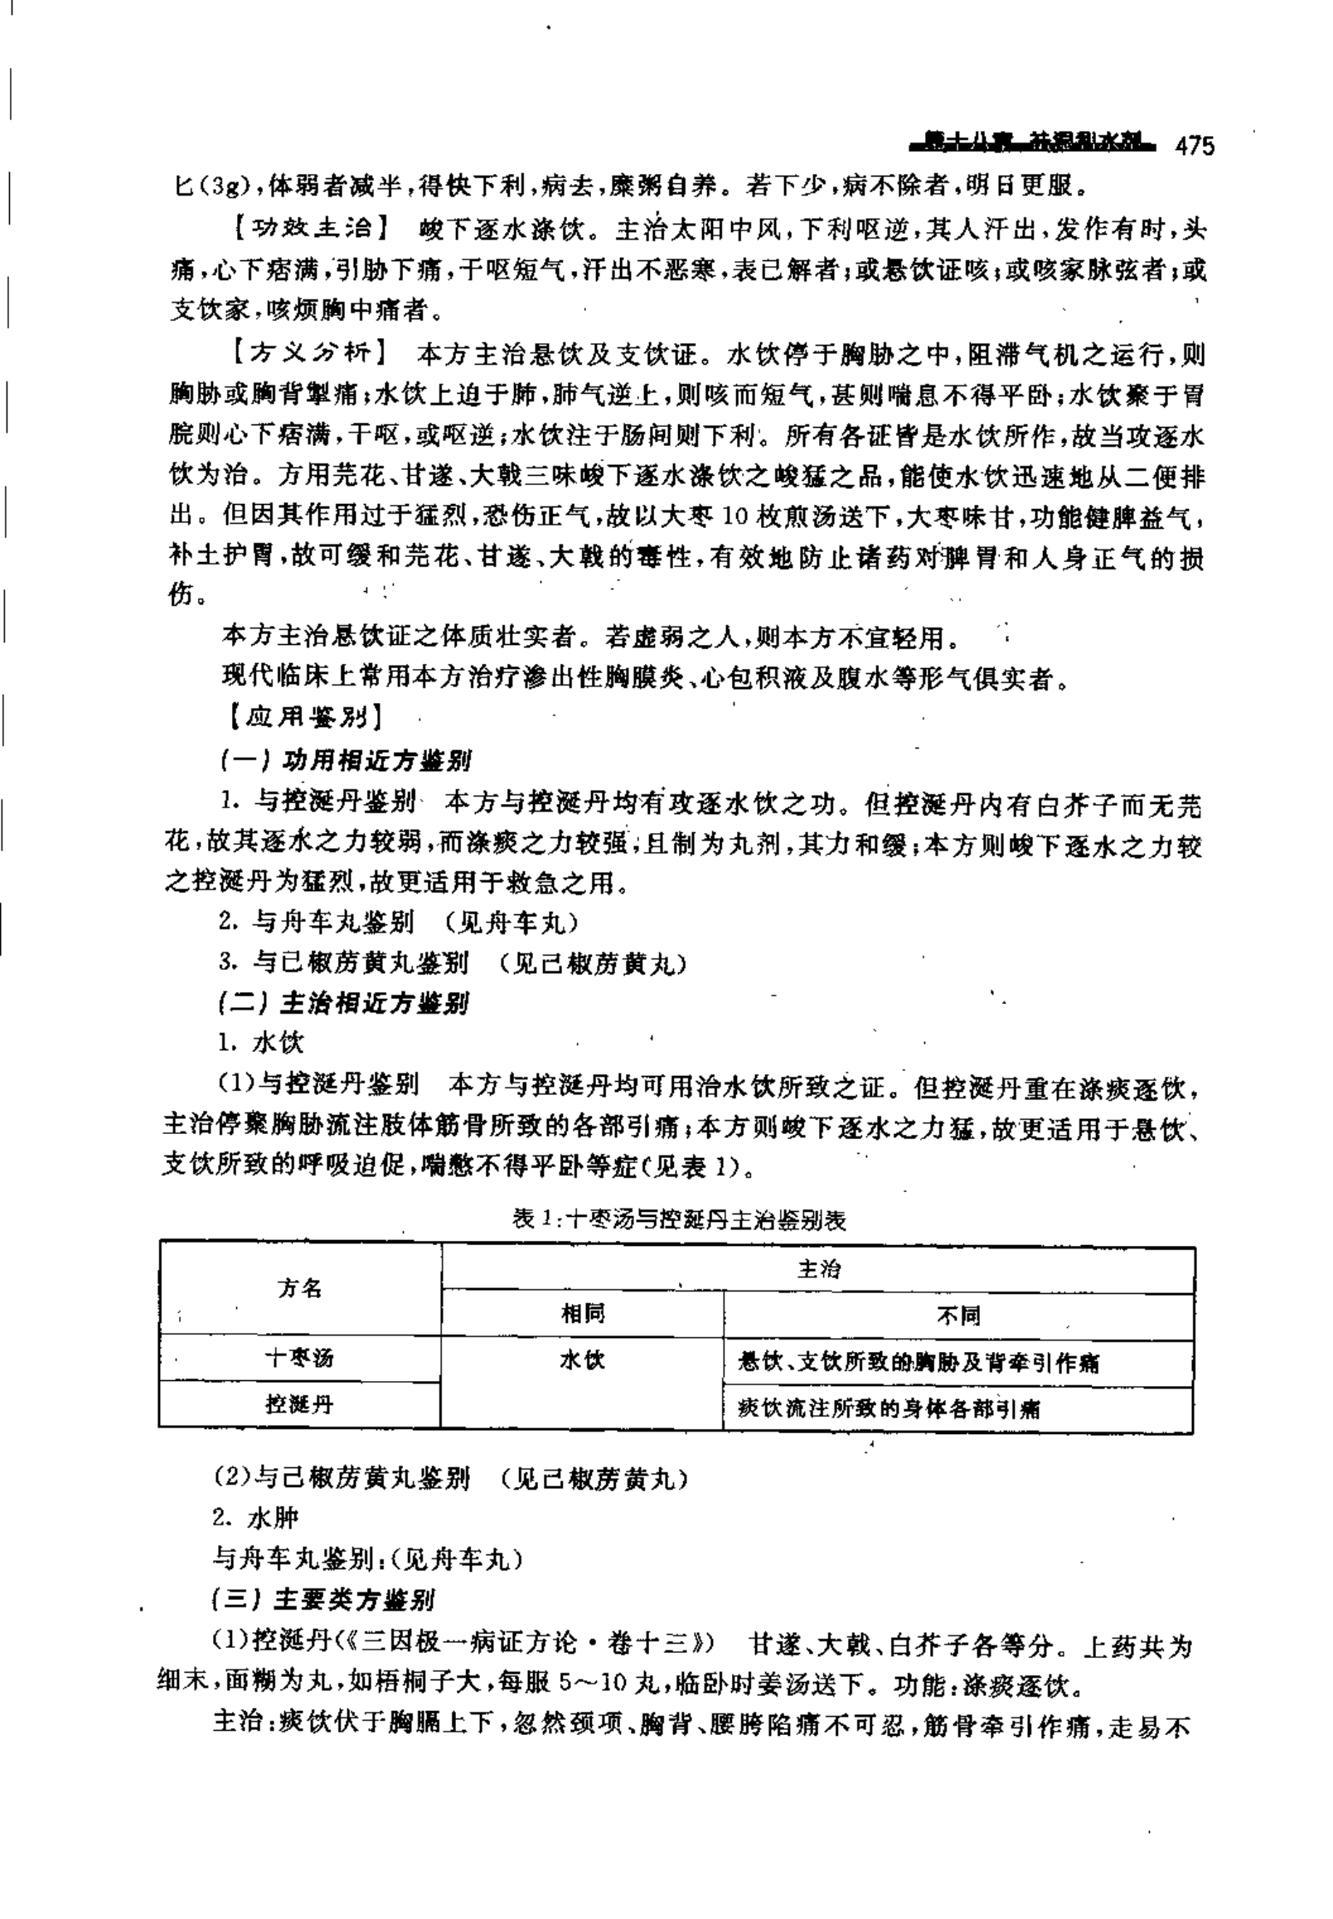 第十八章 祛湿利水剂 475
匕(3g),体弱者减半,得快下利,病去,糜粥自养。若下少,病不除者,明日更服。
【功效主治】 峻下逐水涤饮。主治太阳中风,下利呕逆,其人汗出,发作有时,头
痛,心下痞满,引胁下痛,干呕短气,汗出不恶寒,表已解者;或悬饮证咳;或咳家脉弦者;或
支饮家,咳烦胸中痛者。
【方义分析】 本方主治悬饮及支饮证。水饮停于胸胁之中,阻滞气机之运行,则
胸胁或胸背掣痛;水饮上迫于肺,肺气逆上,则咳而短气,甚则喘息不得平卧;水饮聚于胃
脘则心下痞满,干呕,或呕逆;水饮注于肠间则下利。所有各证皆是水饮所作,故当攻逐水
饮为治。方用芫花、甘遂、大戟三味峻下逐水涤饮之峻猛之品,能使水饮迅速地从二便排
出。但因其作用过于猛烈,恐伤正气,故以大枣 10 枚煎汤送下,大枣味甘,功能健脾益气,
补土护胃,故可缓和芫花、甘遂、大戟的毒性,有效地防止诸药对脾胃和人身正气的损
伤。
本方主治悬饮证之体质壮实者。若虚弱之人,则本方不宜轻用。
现代临床上常用本方治疗渗出性胸膜炎、心包积液及腹水等形气俱实者。
【应用鉴别】
(一) 功用相近方鉴别
1. 与控涎丹鉴别 本方与控涎丹均有攻逐水饮之功。但控涎丹内有白芥子而无芫
花,故其逐水之力较弱,而涤痰之力较强;且制为丸剂,其力和缓;本方则峻下逐水之力较
之控涎丹为猛烈,故更适用于救急之用。
2. 与舟车丸鉴别 (见舟车丸)
3. 与己椒苈黄丸鉴别 (见己椒苈黄丸)
(二) 主治相近方鉴别
1. 水饮
(1)与控涎丹鉴别 本方与控涎丹均可用治水饮所致之证。但控涎丹重在涤痰逐饮,
主治停聚胸胁流注肢体筋骨所致的各部引痛;本方则峻下逐水之力猛,故更适用于悬饮、
支饮所致的呼吸迫促,喘憋不得平卧等症(见表 1)。
表 1:十枣汤与控涎丹主治鉴别表
方名 主治
相同 不同
十枣汤 水饮 悬饮、支饮所致的胸胁及背牵引作痛
控涎丹 痰饮流注所致的身体各部引痛
(2)与己椒苈黄丸鉴别 (见己椒苈黄丸)
2. 水肿
与舟车丸鉴别:(见舟车丸)
(三) 主要类方鉴别
(1)控涎丹(《三因极一病证方论·卷十三》) 甘遂、大戟、白芥子各等分。上药共为
细末,面糊为丸,如梧桐子大,每服 5~10 丸,临卧时姜汤送下。功能:涤痰逐饮。
主治:痰饮伏于胸膈上下,忽然颈项、胸背、腰胯陷痛不可忍,筋骨牵引作痛,走易不